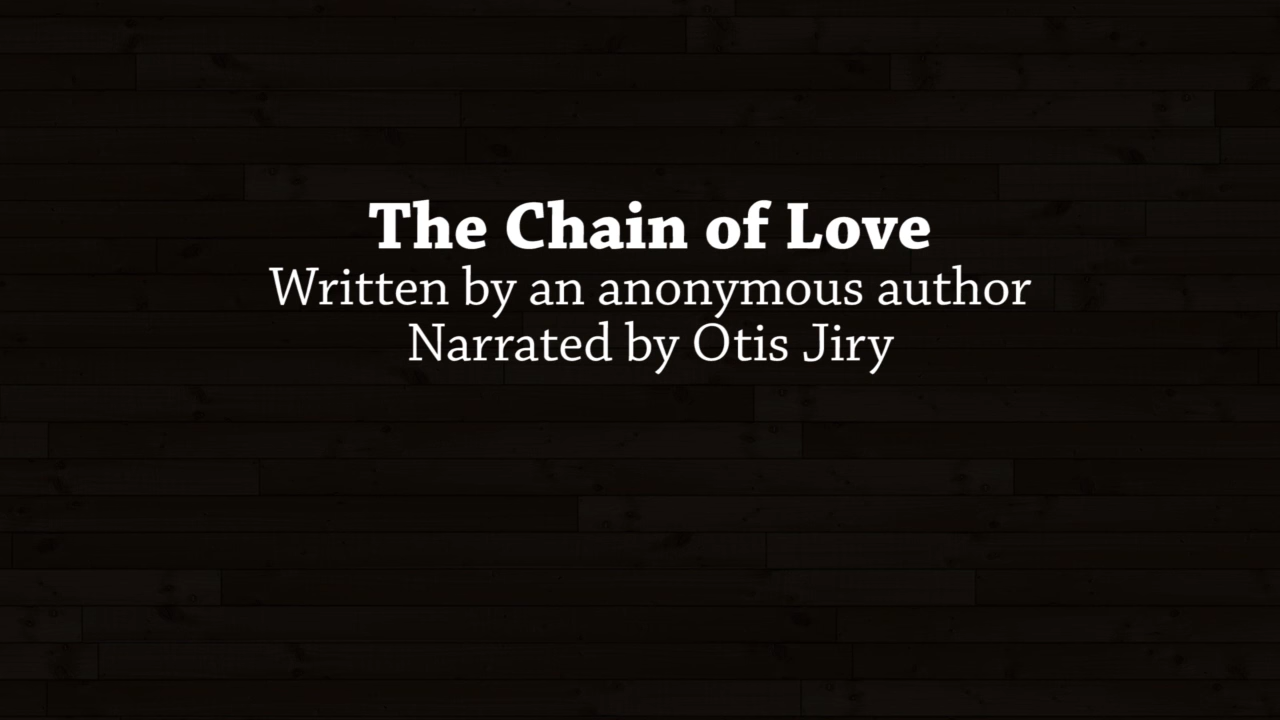 The Chain of Love
Written by an anonymous author
Narrated by Otis Jiry